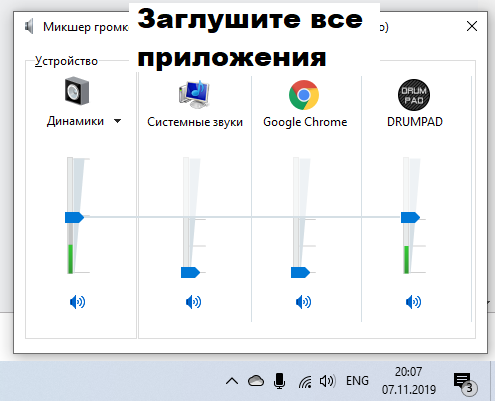 Заглушите все
приложения
Микшер громк
о)
Устройство
Динамики
Системные звуки
Google Chrome
DRUMPAD
DRUM
PAD
ENG
20:07
07.11.2019
3